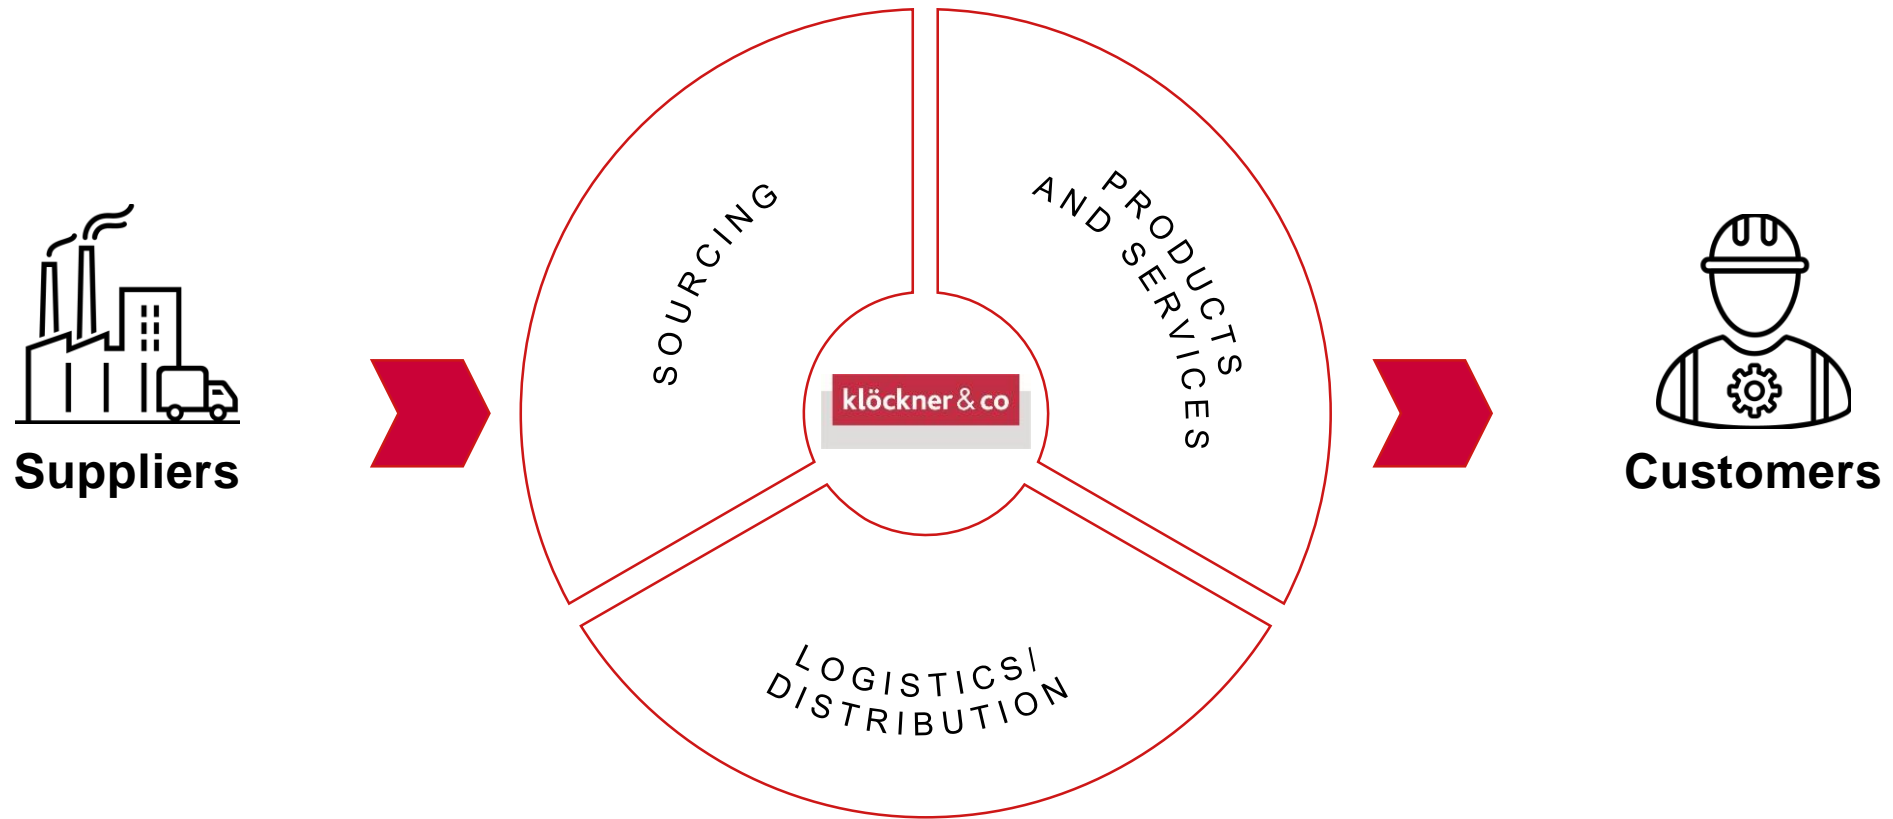 Suppliers
SOURCING
klöckner & co
PRODUCTS
AND SERVICES
LOGISTICS/
DISTRIBUTION
Customers